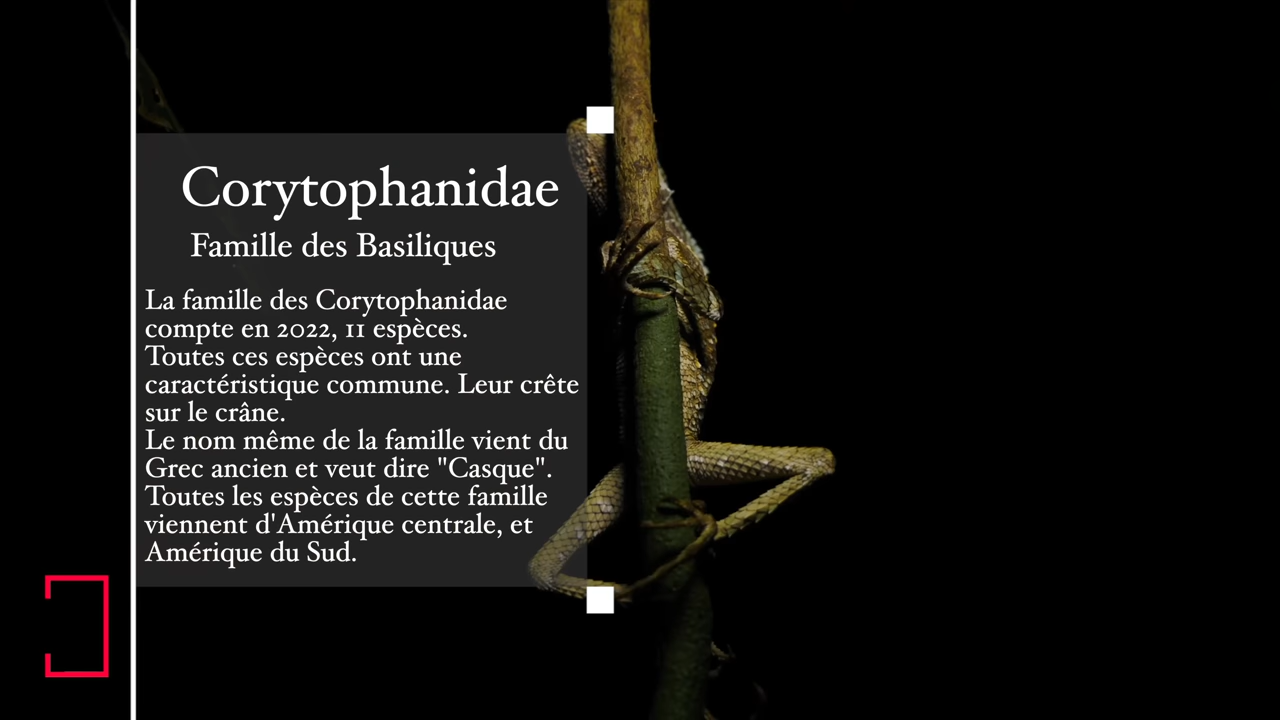 Corytophanidae
Famille des Basiliques
La famille des Corytophanidae
compte en 2022, 11 espèces.
Toutes ces espèces ont une
caractéristique commune. Leur crête
sur le crâne.
Le nom même de la famille vient du
Grec ancien et veut dire "Casque".
Toutes les espèces de cette famille
viennent d'Amérique centrale, et
Amérique du Sud.